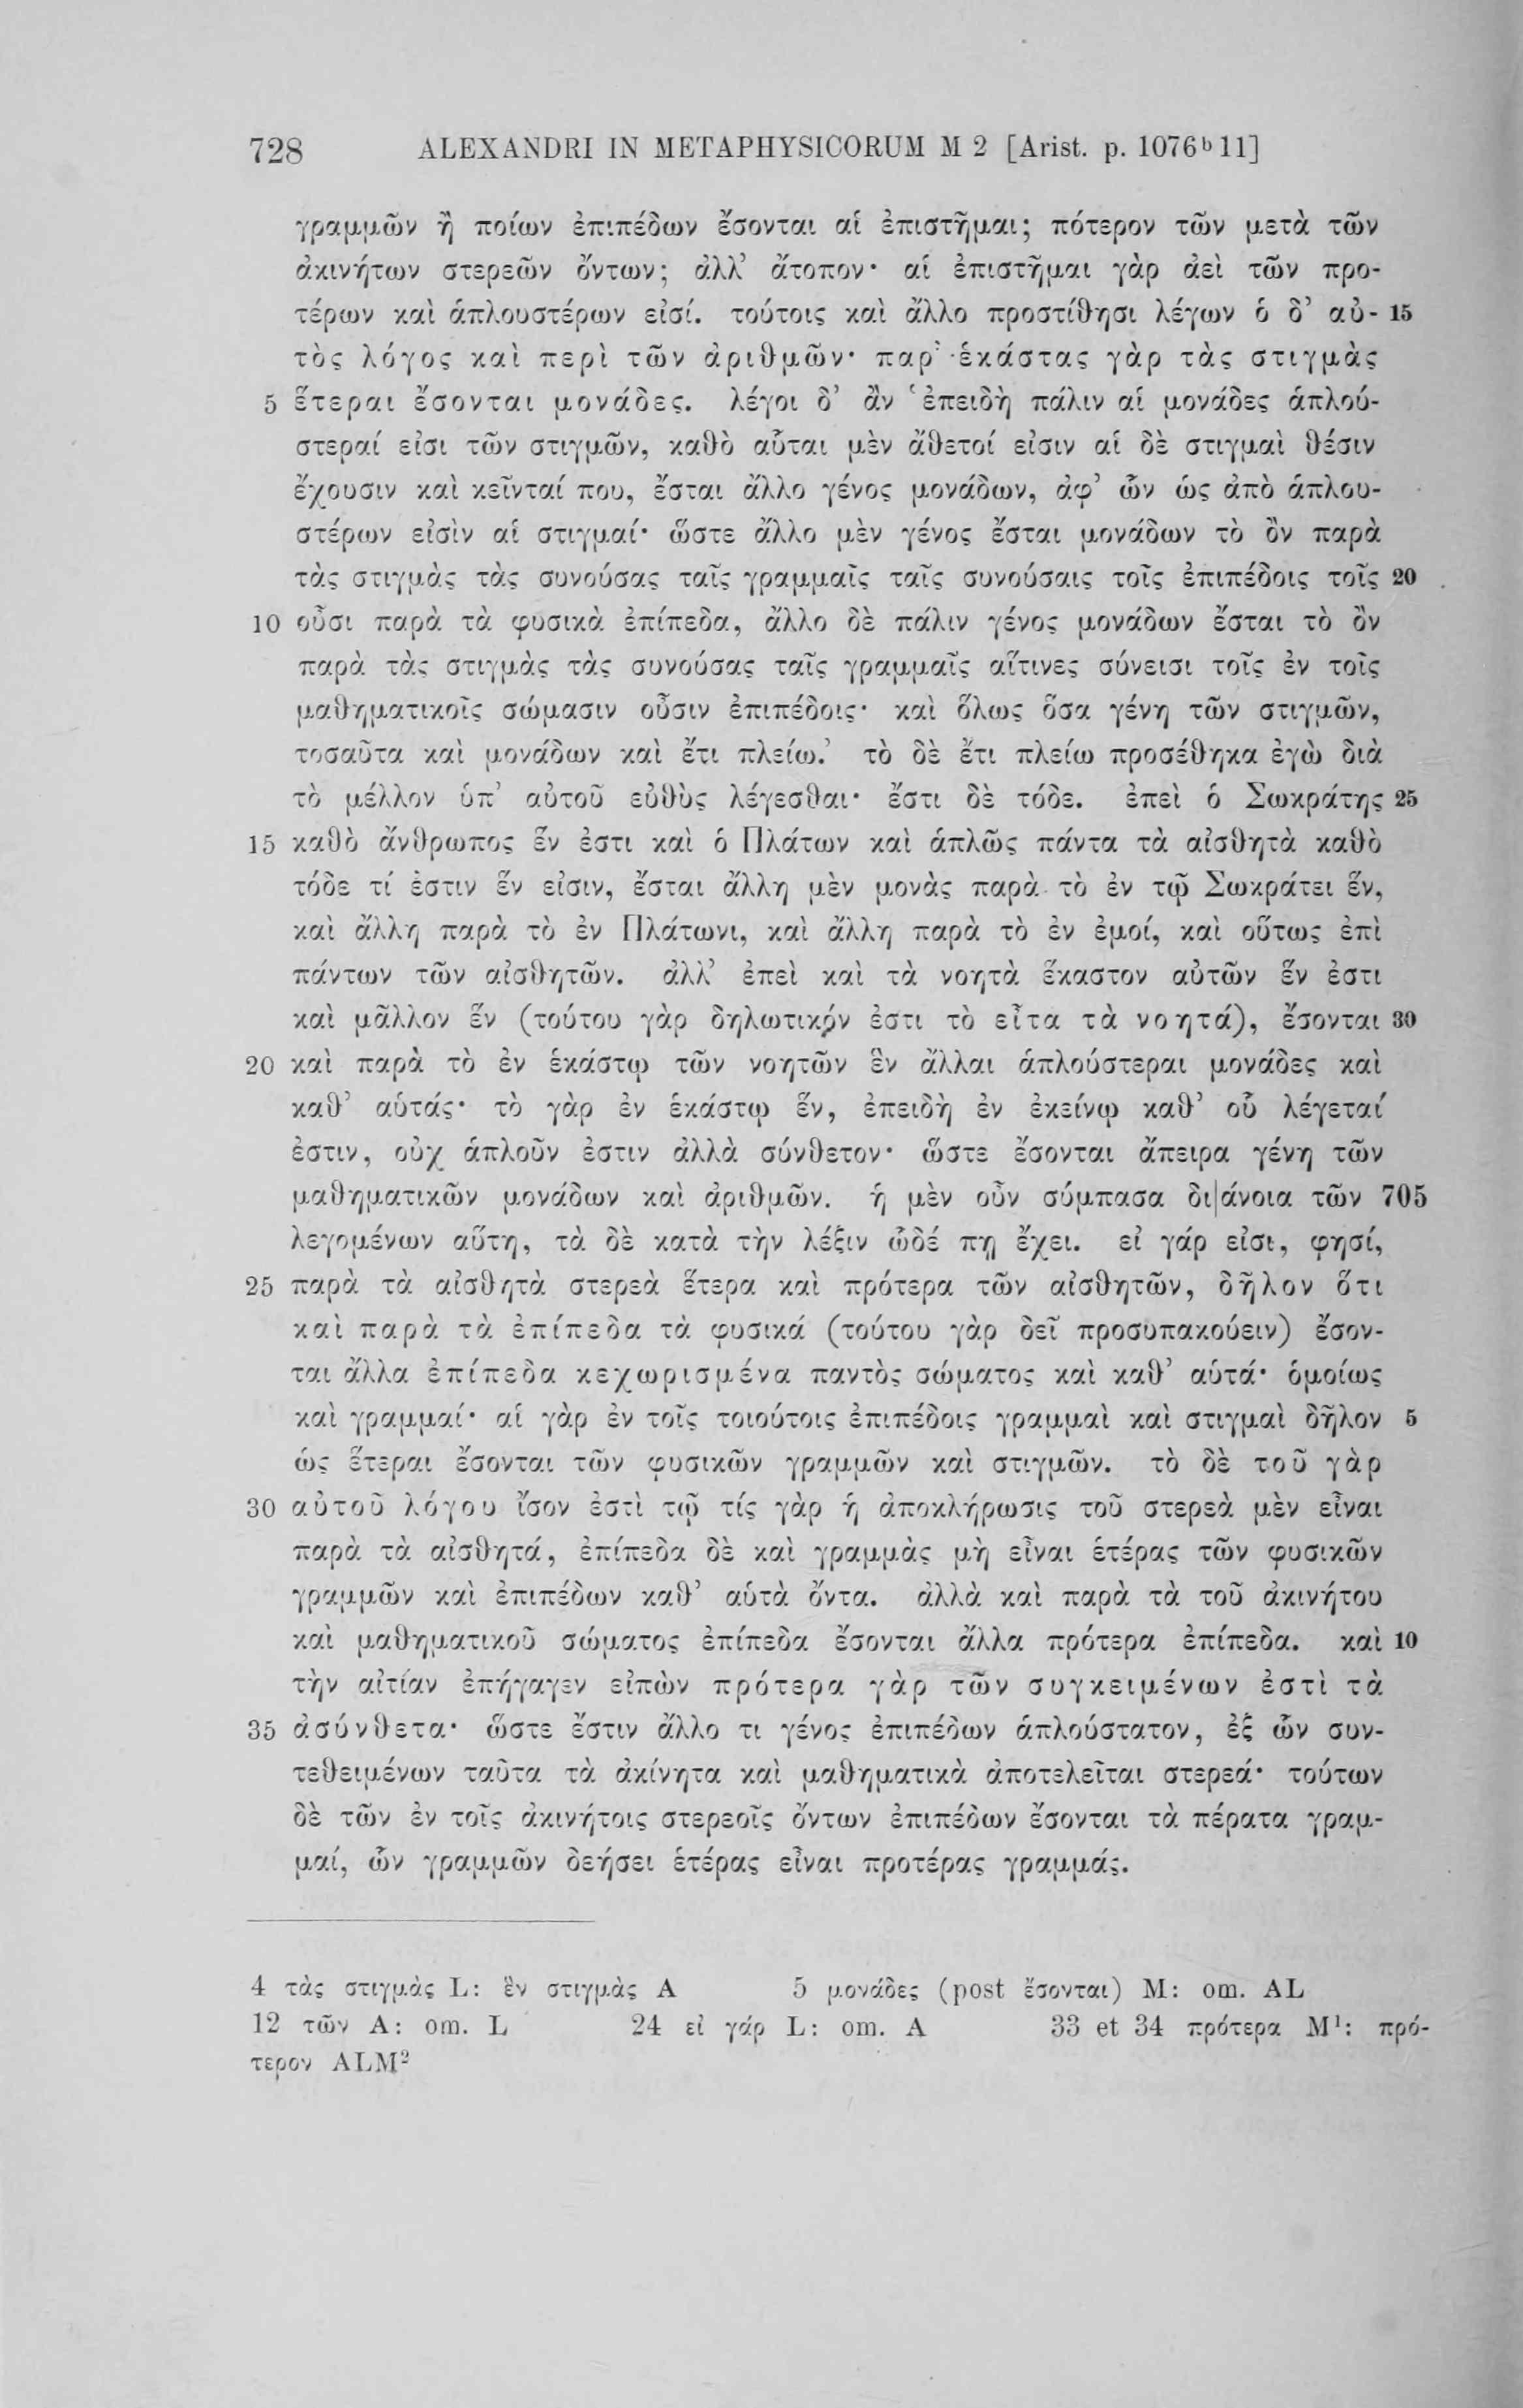 728 ALEXANDRI IN METAPHYSICORUM M 2 [Arist. p. 1076ᵇ11]
γραμμῶν ἢ ποίων ἐπιπέδων ἔσονται αἱ ἐπιστῆμαι; πότερον τῶν μετὰ τῶν
ἀκινήτων στερεῶν ὄντων; ἀλλ’ ἄτοπον· αἱ ἐπιστῆμαι γὰρ ἀεὶ τῶν προ-
τέρων καὶ ἁπλουστέρων εἰσί. τούτοις καὶ ἄλλο προστίθησι λέγων ὁ δ’ αὐ- 15
τὸς λόγος καὶ περὶ τῶν ἀριθμῶν· παρ’ ἑκάστας γὰρ τὰς στιγμὰς
5 ἕτεραι ἔσονται μονάδες. λέγοι δ’ ἂν ‘ἐπειδὴ πάλιν αἱ μονάδες ἁπλού-
στεραί εἰσι τῶν στιγμῶν, καθὸ αὗται μὲν ἄθετοί εἰσιν αἱ δὲ στιγμαὶ θέσιν
ἔχουσιν καὶ κεῖνταί που, ἔσται ἄλλο γένος μονάδων, ἀφ’ ὧν ὡς ἀπὸ ἁπλου-
στέρων εἰσὶν αἱ στιγμαί· ὥστε ἄλλο μὲν γένος ἔσται μονάδων τὸ ὂν παρὰ
τὰς στιγμὰς τὰς συνούσας ταῖς γραμμαῖς ταῖς συνούσαις τοῖς ἐπιπέδοις τοῖς 20
10 οὖσι παρὰ τὰ φυσικὰ ἐπίπεδα, ἄλλο δὲ πάλιν γένος μονάδων ἔσται τὸ ὂν
παρὰ τὰς στιγμὰς τὰς συνούσας ταῖς γραμμαῖς αἵτινες σύνεισι τοῖς ἐν τοῖς
μαθηματικοῖς σώμασιν οὖσιν ἐπιπέδοις· καὶ ὅλως ὅσα γένη τῶν στιγμῶν,
τοσαῦτα καὶ μονάδων καὶ ἔτι πλείω.’ τὸ δὲ ἔτι πλείω προσέθηκα ἐγὼ διὰ
τὸ μέλλον ὑπ’ αὐτοῦ εὐθὺς λέγεσθαι· ἔστι δὲ τόδε. ἐπεὶ ὁ Σωκράτης 25
15 καθὸ ἄνθρωπος ἕν ἐστι καὶ ὁ Πλάτων καὶ ἁπλῶς πάντα τὰ αἰσθητὰ καθὸ
τόδε τί ἐστιν ἕν εἰσιν, ἔσται ἄλλη μὲν μονὰς παρὰ τὸ ἐν τῷ Σωκράτει ἕν,
καὶ ἄλλη παρὰ τὸ ἐν Πλάτωνι, καὶ ἄλλη παρὰ τὸ ἐν ἐμοί, καὶ οὕτως ἐπὶ
πάντων τῶν αἰσθητῶν. ἀλλ’ ἐπεὶ καὶ τὰ νοητὰ ἕκαστον αὐτῶν ἕν ἐστι
καὶ μᾶλλον ἕν (τούτου γὰρ δηλωτικόν ἐστι τὸ εἶτα τὰ νοητά), ἔσονται 30
20 καὶ παρὰ τὸ ἐν ἑκάστῳ τῶν νοητῶν ἓν ἄλλαι ἁπλούστεραι μονάδες καὶ
καθ’ αὑτάς· τὸ γὰρ ἐν ἑκάστῳ ἕν, ἐπειδὴ ἐν ἐκείνῳ καθ’ οὗ λέγεταί
ἐστιν, οὐχ ἁπλοῦν ἐστιν ἀλλὰ σύνθετον· ὥστε ἔσονται ἄπειρα γένη τῶν
μαθηματικῶν μονάδων καὶ ἀριθμῶν. ἡ μὲν οὖν σύμπασα δι|άνοια τῶν 705
λεγομένων αὕτη, τὰ δὲ κατὰ τὴν λέξιν ὧδέ πῃ ἔχει. εἰ γάρ εἰσι, φησί,
25 παρὰ τὰ αἰσθητὰ στερεὰ ἕτερα καὶ πρότερα τῶν αἰσθητῶν, δῆλον ὅτι
καὶ παρὰ τὰ ἐπίπεδα τὰ φυσικά (τούτου γὰρ δεῖ προσυπακούειν) ἔσον-
ται ἄλλα ἐπίπεδα κεχωρισμένα παντὸς σώματος καὶ καθ’ αὑτά· ὁμοίως
καὶ γραμμαί· αἱ γὰρ ἐν τοῖς τοιούτοις ἐπιπέδοις γραμμαὶ καὶ στιγμαὶ δῆλον 5
ὡς ἕτεραι ἔσονται τῶν φυσικῶν γραμμῶν καὶ στιγμῶν. τὸ δὲ τοῦ γὰρ
30 αὐτοῦ λόγου ἴσον ἐστὶ τῷ τίς γὰρ ἡ ἀποκλήρωσις τοῦ στερεὰ μὲν εἶναι
παρὰ τὰ αἰσθητά, ἐπίπεδα δὲ καὶ γραμμὰς μὴ εἶναι ἑτέρας τῶν φυσικῶν
γραμμῶν καὶ ἐπιπέδων καθ’ αὑτὰ ὄντα. ἀλλὰ καὶ παρὰ τὰ τοῦ ἀκινήτου
καὶ μαθηματικοῦ σώματος ἐπίπεδα ἔσονται ἄλλα πρότερα ἐπίπεδα. καὶ 10
τὴν αἰτίαν ἐπήγαγεν εἰπὼν πρότερα γὰρ τῶν συγκειμένων ἐστὶ τὰ
35 ἀσύνθετα· ὥστε ἔστιν ἄλλο τι γένος ἐπιπέδων ἁπλούστατον, ἐξ ὧν συν-
τεθειμένων ταῦτα τὰ ἀκίνητα καὶ μαθηματικὰ ἀποτελεῖται στερεά· τούτων
δὲ τῶν ἐν τοῖς ἀκινήτοις στερεοῖς ὄντων ἐπιπέδων ἔσονται τὰ πέρατα γραμ-
μαί, ὧν γραμμῶν δεήσει ἑτέρας εἶναι προτέρας γραμμάς.
4 τὰς στιγμὰς L: ἓν στιγμὰς A 5 μονάδες (post ἔσονται) M: om. AL
12 τῶν A: om. L 24 εἰ γάρ L: om. A 33 et 34 πρότερα M¹: πρό-
τερον ALM²